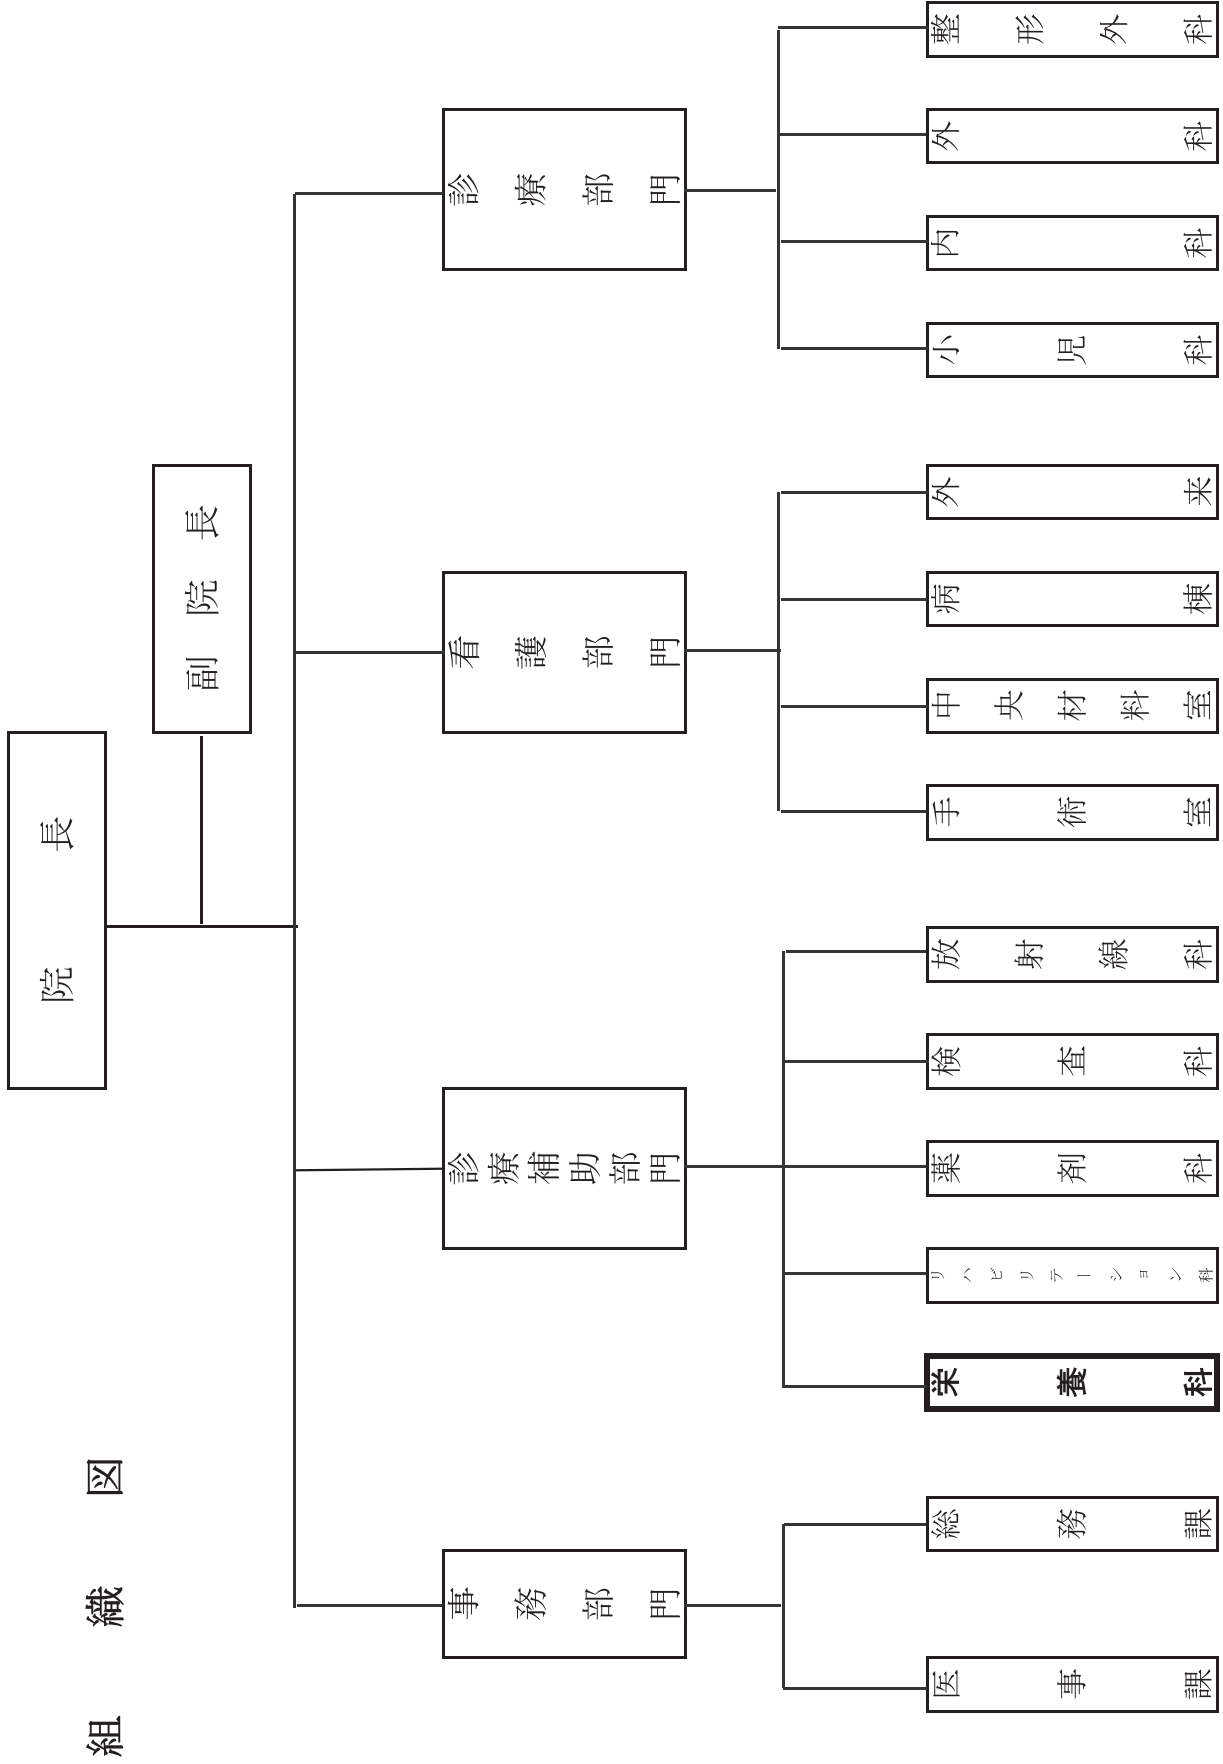 組織図
院長
副院長
診療部門
整形外科
外科
内科
小児科
看護部門
外来
病棟
中央材料室
手術室
診療補助部門
放射線科
検査科
薬剤科
リハビリテーション科
栄養科
事務部門
総務課
医事課